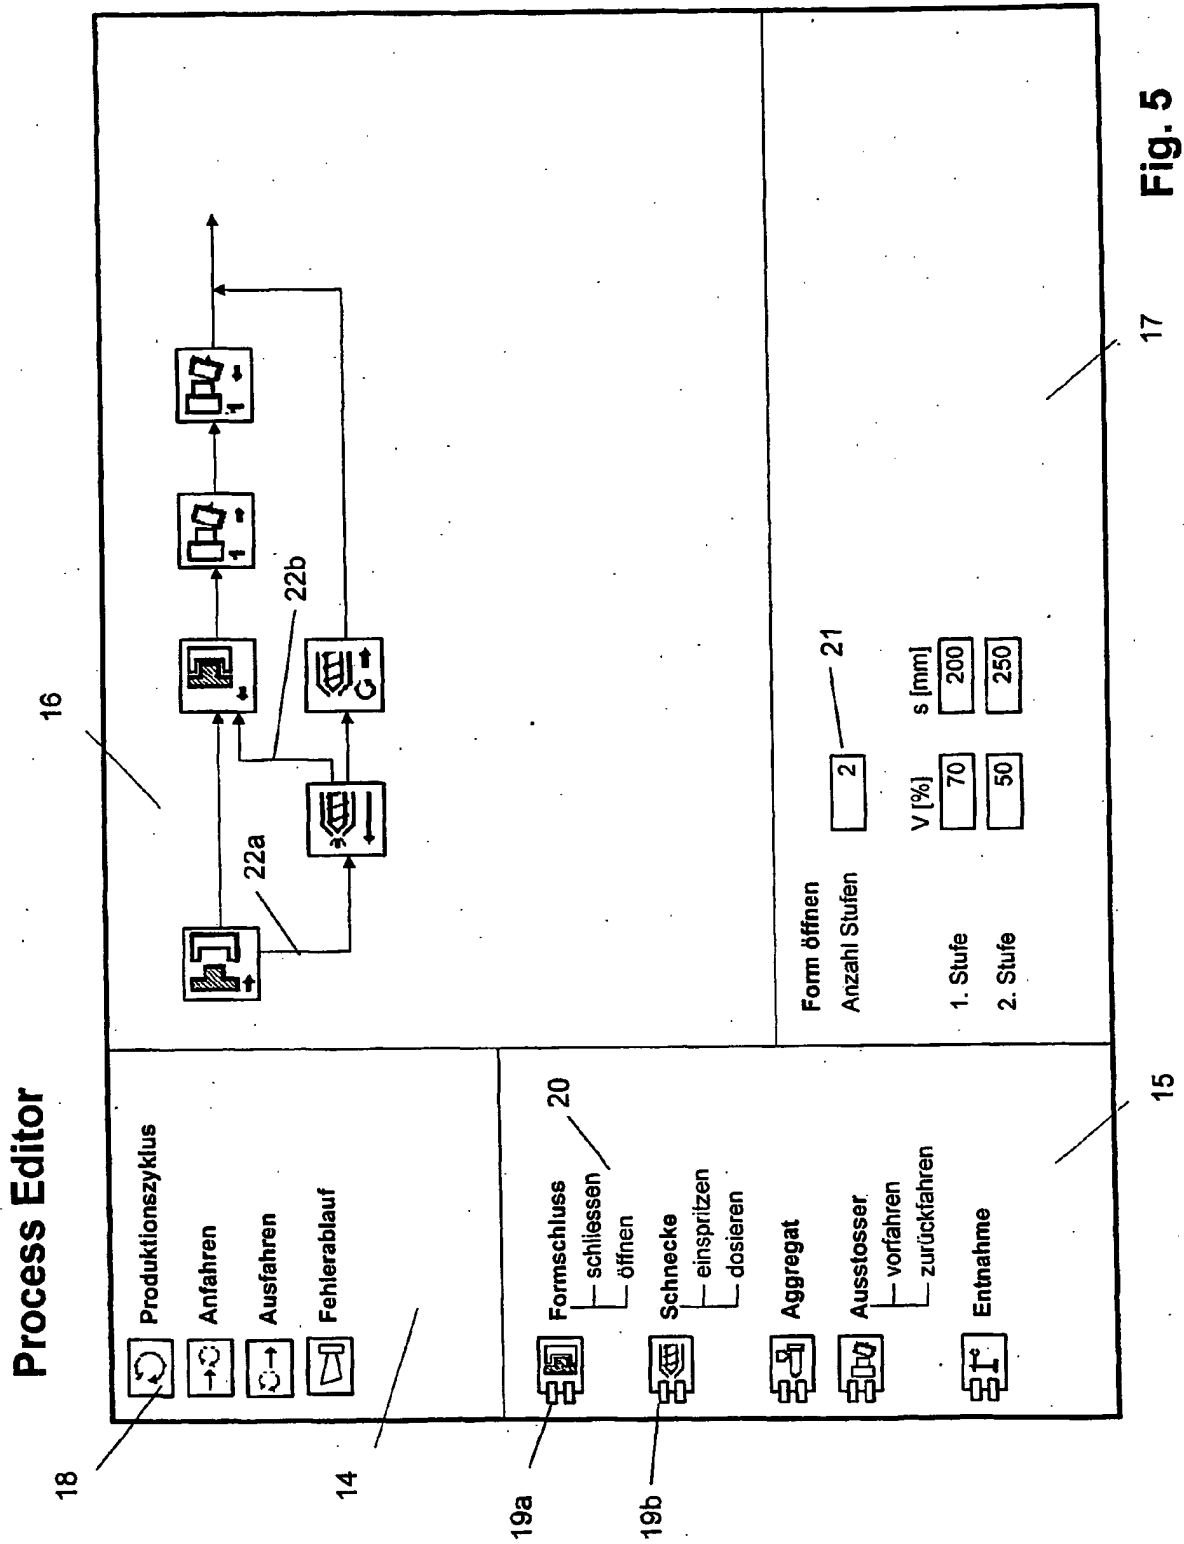 Process Editor
18
Produktionszyklus
Anfahren
Ausfahren
Fehlerablauf
14
19a
Formschluss
schliessen
öffnen
20
19b
Schnecke
einspritzen
dosieren
Aggregat
Ausstosser
vorfahren
zurückfahren
Entnahme
15
16
22a
22b
1
1
Form öffnen
Anzahl Stufen
2
21
V [%]
s [mm]
1. Stufe
70
200
2. Stufe
50
250
17
Fig. 5